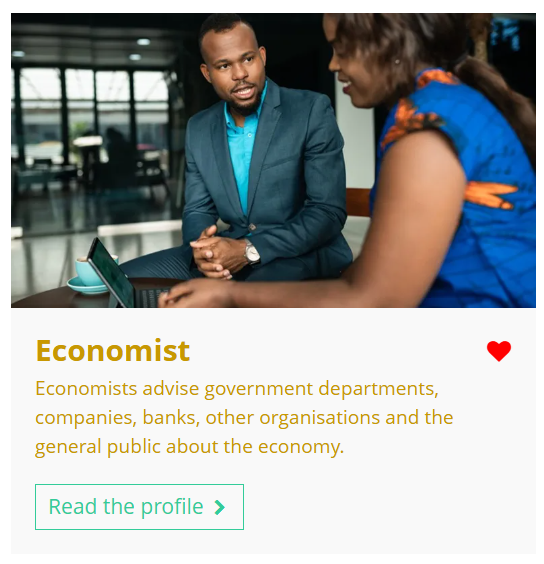 Economist
Economists advise government departments,
companies, banks, other organisations and the
general public about the economy.
Read the profile